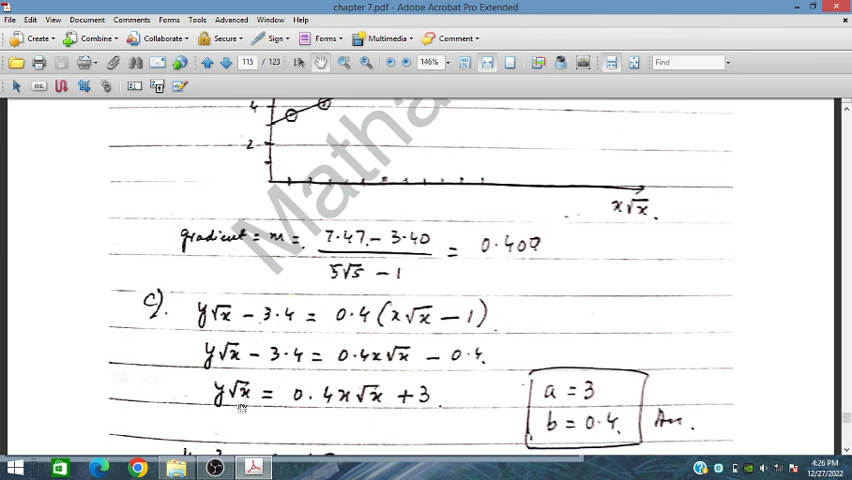 chapter 7.pdf - Adobe Acrobat Pro Extended
File Edit View Document Comments Forms Tools Advanced Window Help
Create Combine Collaborate Secure Sign Forms Multimedia Comment
115 / 123 146% Find
4
2
x√x.
Matha
gradient = m = (7.47 - 3.40) / (5√5 - 1) = 0.400
c). y√x - 3.4 = 0.4(x√x - 1)
y√x - 3.4 = 0.4x√x - 0.4.
y√x = 0.4x√x + 3.
a = 3
b = 0.4. Ans.
4:26 PM
12/27/2022